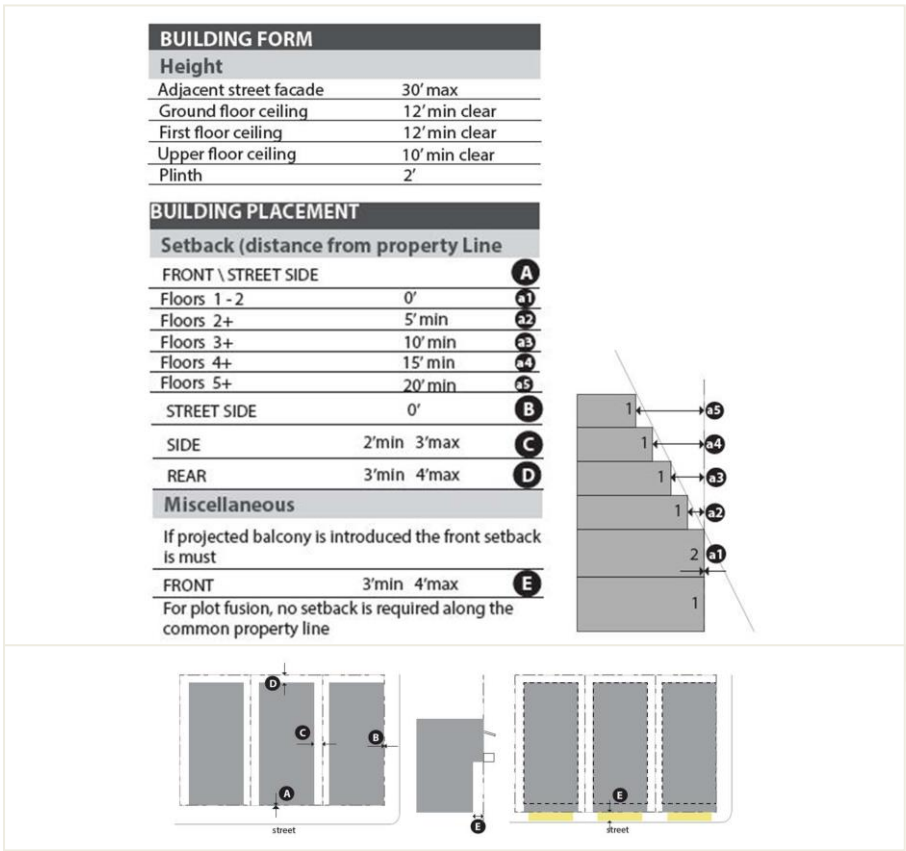 BUILDING FORM
Height
Adjacent street facade 30' max
Ground floor ceiling 12' min clear
First floor ceiling 12' min clear
Upper floor ceiling 10' min clear
Plinth 2'
BUILDING PLACEMENT
Setback (distance from property Line
FRONT \ STREET SIDE A
Floors 1 - 2 0' a1
Floors 2+ 5' min a2
Floors 3+ 10' min a3
Floors 4+ 15' min a4
Floors 5+ 20' min a5
STREET SIDE 0' B
SIDE 2'min 3'max C
REAR 3'min 4'max D
Miscellaneous
If projected balcony is introduced the front setback
is must
FRONT 3'min 4'max E
For plot fusion, no setback is required along the
common property line
1 a5
1 a4
1 a3
1 a2
2 a1
1
D
C
B
A
street
E
E
street